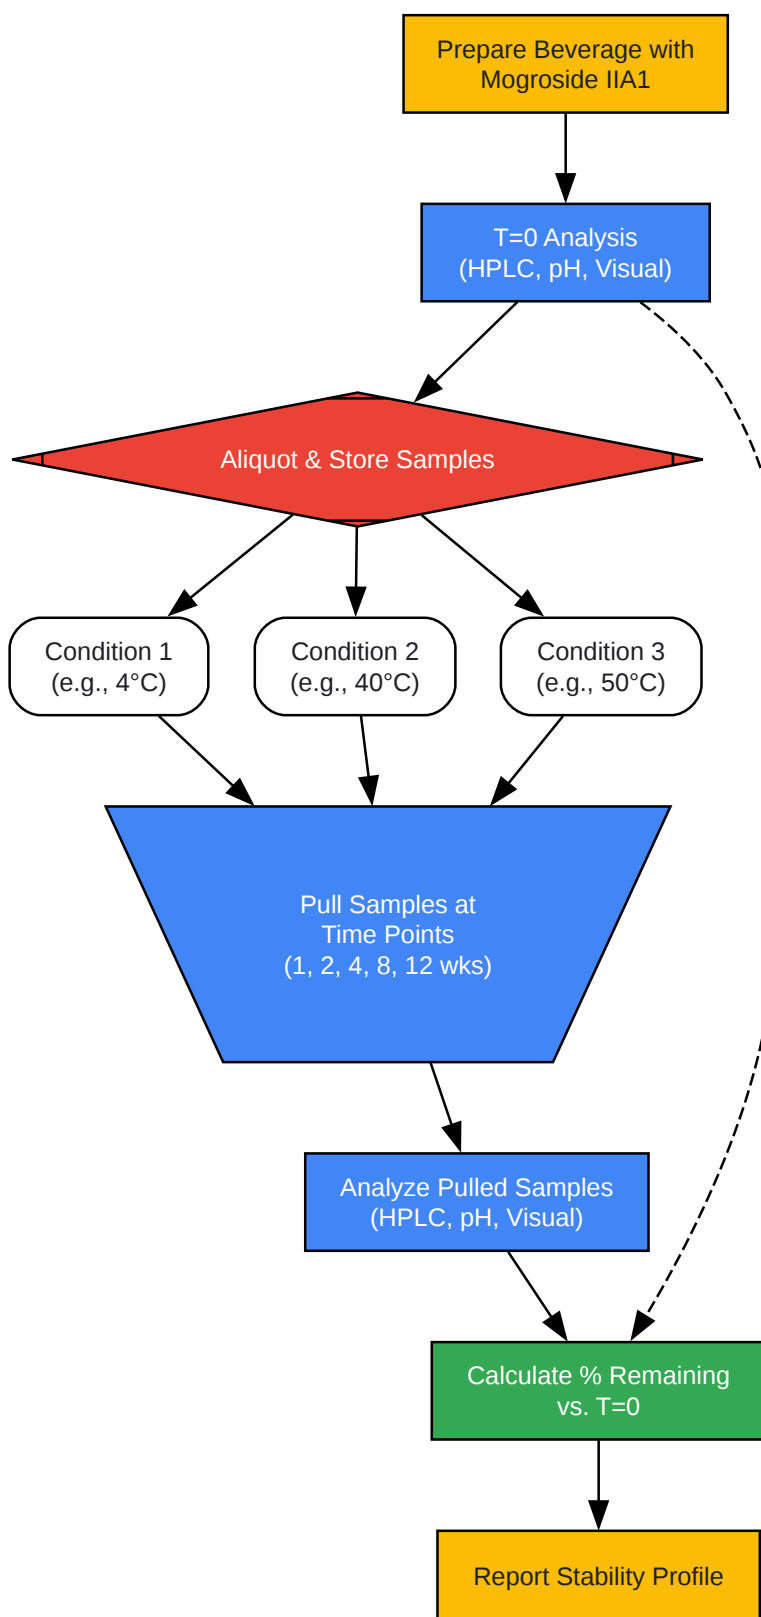 Prepare Beverage with
Mogroside IIA1
T=0 Analysis
(HPLC, pH, Visual)
Aliquot & Store Samples
Condition 1
(e.g., 4°C)
Condition 2
(e.g., 40°C)
Condition 3
(e.g., 50°C)
Pull Samples at
Time Points
(1, 2, 4, 8, 12 wks)
Analyze Pulled Samples
(HPLC, pH, Visual)
Calculate % Remaining
vs. T=0
Report Stability Profile